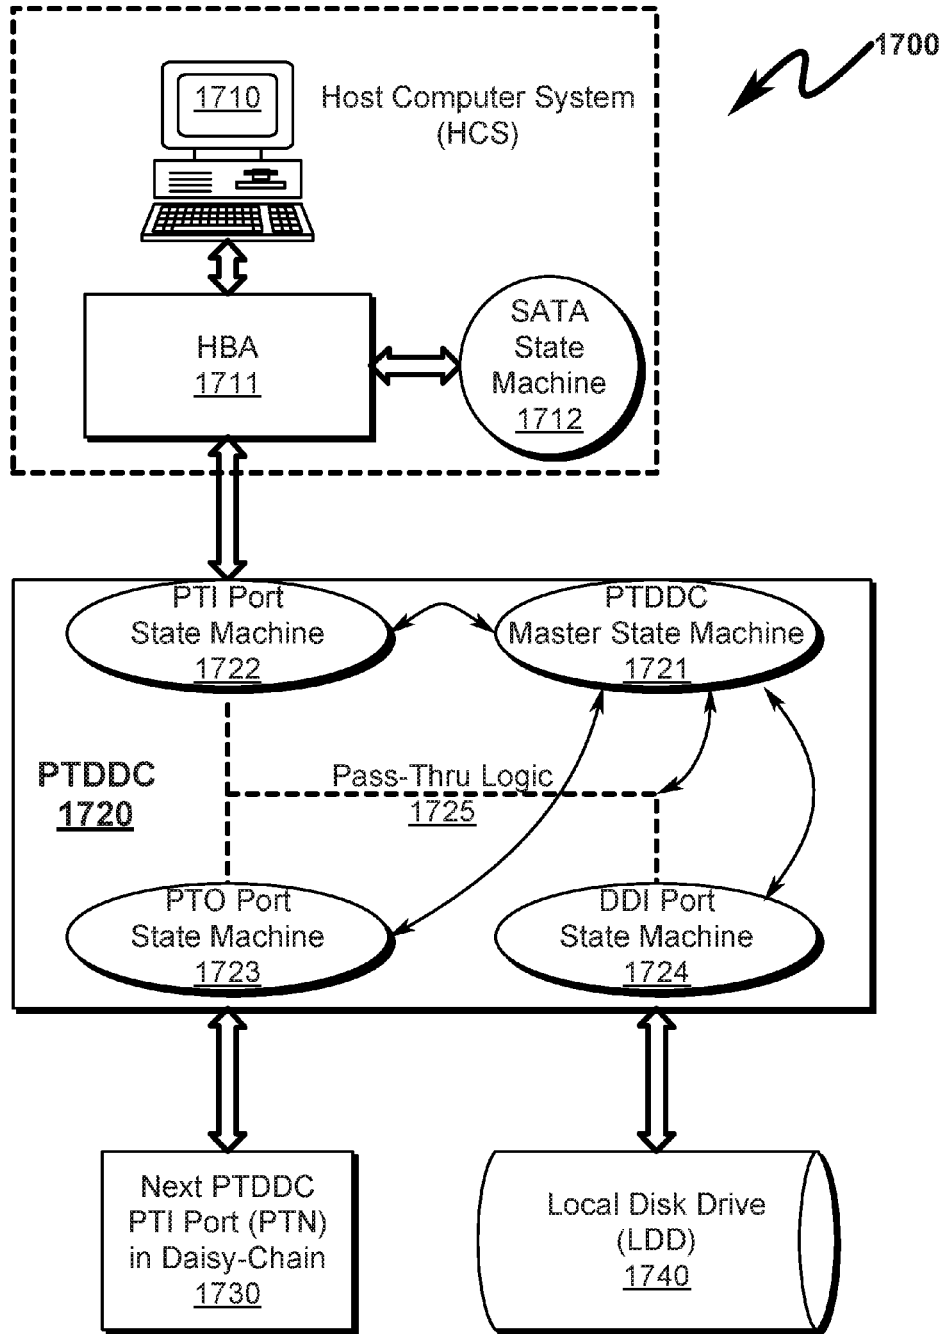 1700
1710
Host Computer System
(HCS)
HBA
1711
SATA
State
Machine
1712
PTI Port
State Machine
1722
PTDDC
Master State Machine
1721
PTDDC
1720
Pass-Thru Logic
1725
PTO Port
State Machine
1723
DDI Port
State Machine
1724
Next PTDDC
PTI Port (PTN)
in Daisy-Chain
1730
Local Disk Drive
(LDD)
1740